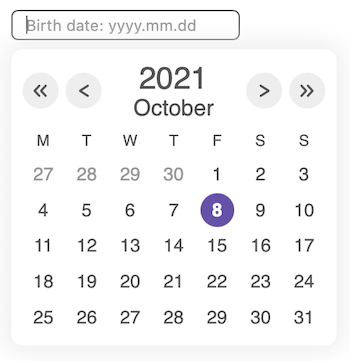 Birth date: yyyy.mm.dd
« < 2021 > »
October
M T W T F S S
27 28 29 30 1 2 3
4 5 6 7 8 9 10
11 12 13 14 15 16 17
18 19 20 21 22 23 24
25 26 27 28 29 30 31